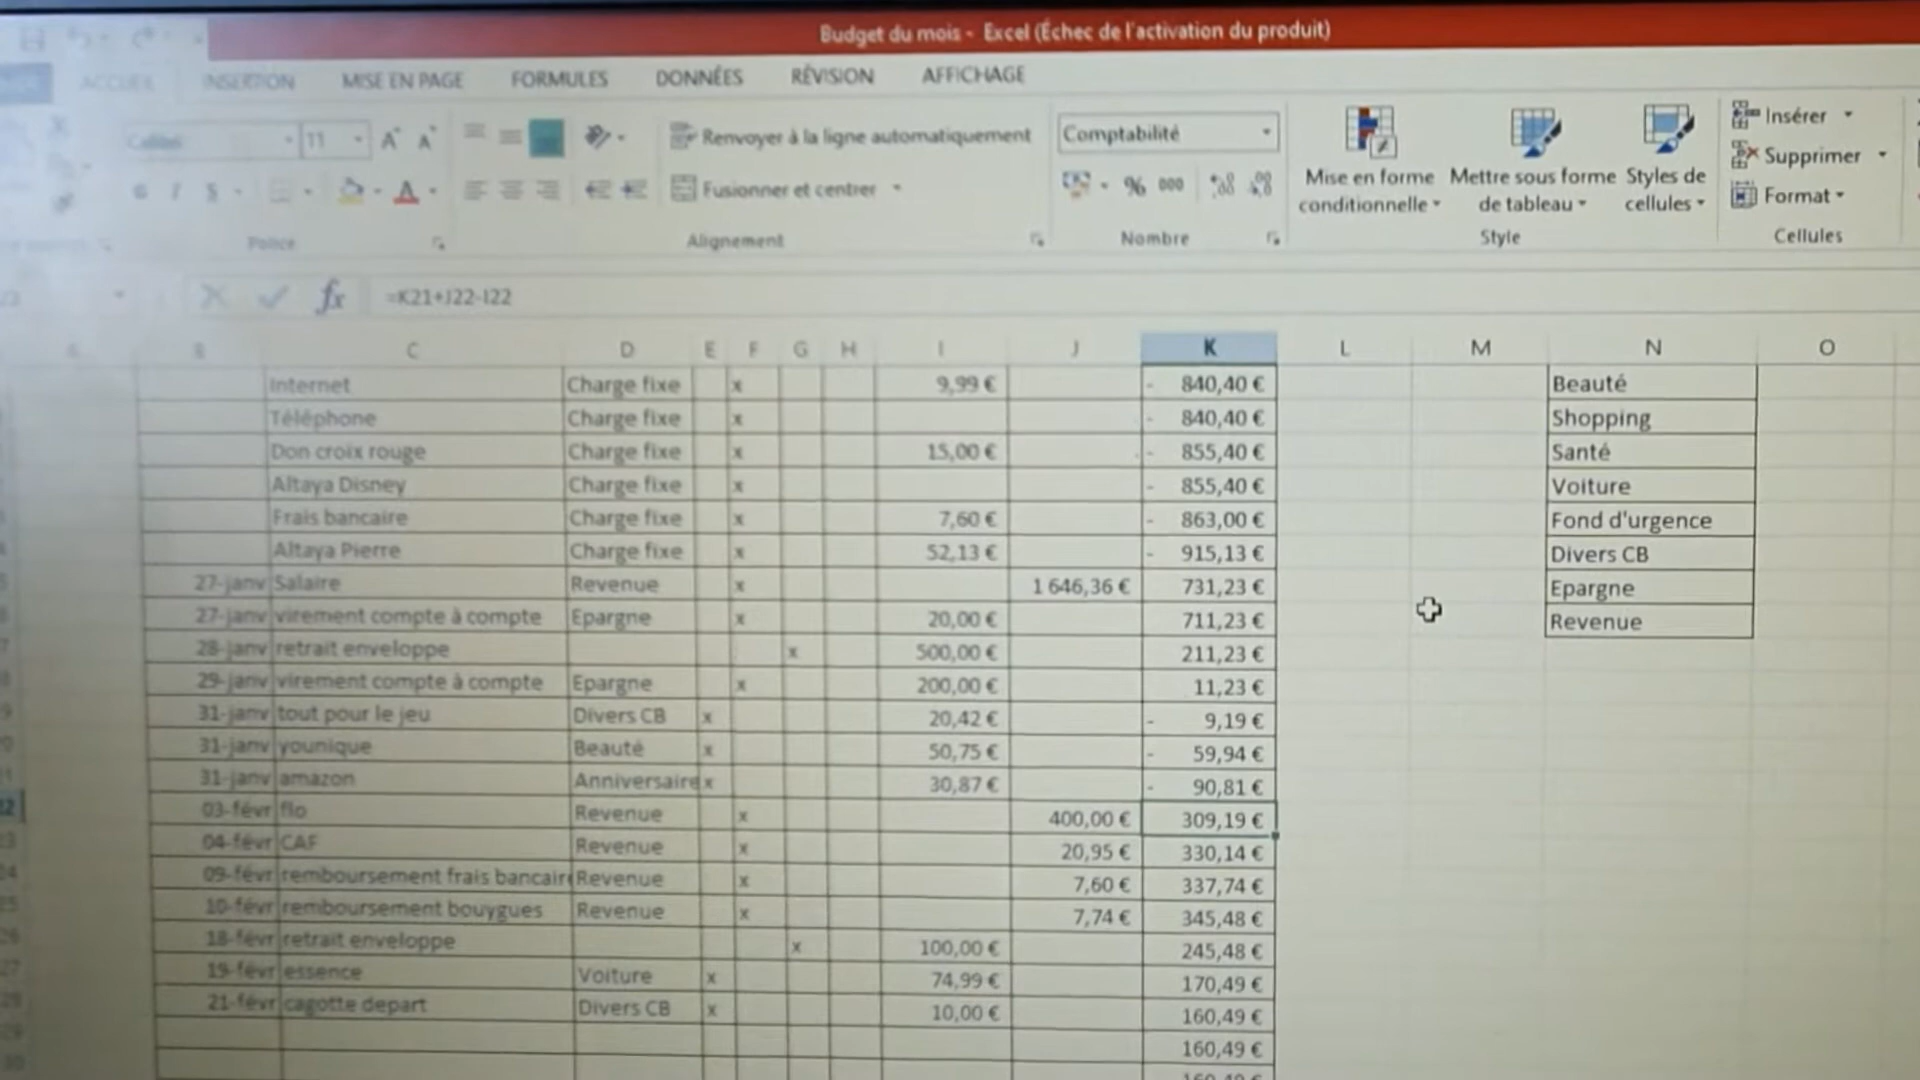 Budget du mois - Excel (Échec de l'activation du produit)
ACCUEIL INSERTION MISE EN PAGE FORMULES DONNÉES RÉVISION AFFICHAGE
Calibri 11 A A Renvoyer à la ligne automatiquement Comptabilité Insérer
G I S A Fusionner et centrer % 000 Mise en forme conditionnelle Mettre sous forme de tableau Styles de cellules Supprimer
Format
Police Alignement Nombre Style Cellules
fx =K21+J22-I22
B C D E F G H I J K L M N O
Internet Charge fixe x 9,99 € - 840,40 € Beauté
Téléphone Charge fixe x - 840,40 € Shopping
Don croix rouge Charge fixe x 15,00 € - 855,40 € Santé
Altaya Disney Charge fixe x - 855,40 € Voiture
Frais bancaire Charge fixe x 7,60 € - 863,00 € Fond d'urgence
Altaya Pierre Charge fixe x 52,13 € - 915,13 € Divers CB
27-janv Salaire Revenue x 1 646,36 € 731,23 € Epargne
27-janv virement compte à compte Epargne x 20,00 € 711,23 € Revenue
28-janv retrait enveloppe x 500,00 € 211,23 €
29-janv virement compte à compte Epargne x 200,00 € 11,23 €
31-janv tout pour le jeu Divers CB x 20,42 € - 9,19 €
31-janv younique Beauté x 50,75 € - 59,94 €
31-janv amazon Anniversaire x 30,87 € - 90,81 €
03-févr flo Revenue x 400,00 € 309,19 €
04-févr CAF Revenue x 20,95 € 330,14 €
09-févr remboursement frais bancair Revenue x 7,60 € 337,74 €
10-févr remboursement bouygues Revenue x 7,74 € 345,48 €
18-févr retrait enveloppe x 100,00 € 245,48 €
19-févr essence Voiture x 74,99 € 170,49 €
21-févr cagotte depart Divers CB x 10,00 € 160,49 €
160,49 €